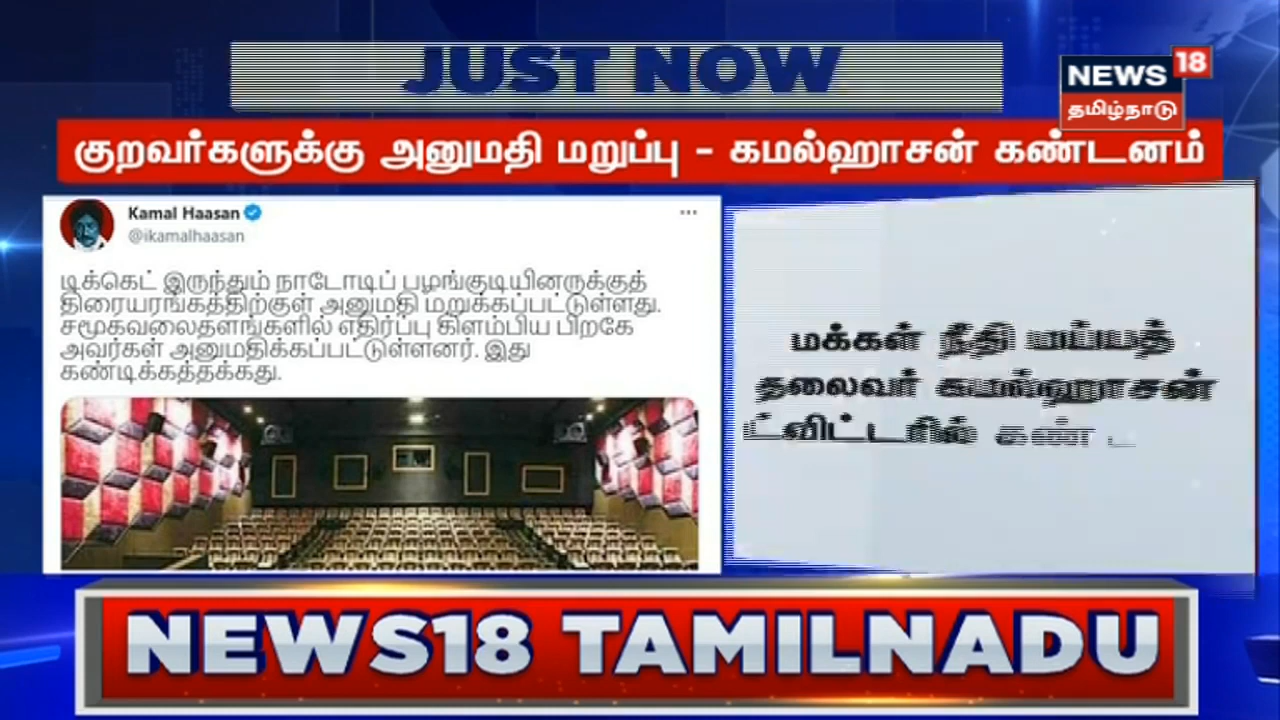 JUST NOW
NEWS 18
தமிழ்நாடு
குறவர்களுக்கு அனுமதி மறுப்பு - கமல்ஹாசன் கண்டனம்
Kamal Haasan
@ikamalhaasan
டிக்கெட் இருந்தும் நாடோடிப் பழங்குடியினருக்குத்
திரையரங்கத்திற்குள் அனுமதி மறுக்கப்பட்டுள்ளது.
சமூகவலைதளங்களில் எதிர்ப்பு கிளம்பிய பிறகே
அவர்கள் அனுமதிக்கப்பட்டுள்ளனர். இது
கண்டிக்கத்தக்கது.
மக்கள் நீதி மய்யத்
தலைவர் கமல்ஹாசன்
ட்விட்டரில்
NEWS18 TAMILNADU